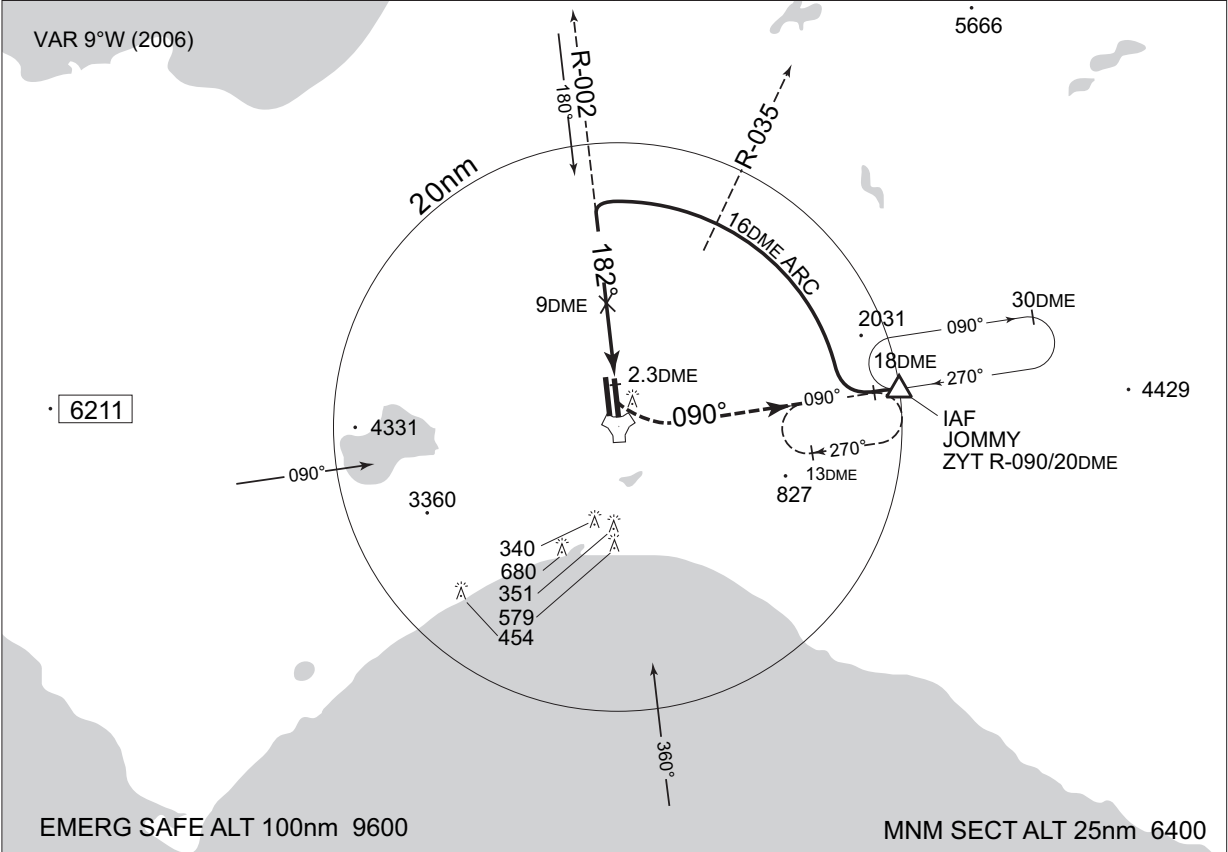 VAR 9°W (2006)
5666
R-002
180°
R-035
20nm
16DME ARC
182°
9DME
2031
090°
30DME
18DME
270°
2.3DME
6211
4429
090°
090°
IAF
JOMMY
ZYT R-090/20DME
4331
270°
13DME
090°
827
3360
340
680
351
579
454
360°
EMERG SAFE ALT 100nm 9600
MNM SECT ALT 25nm 6400